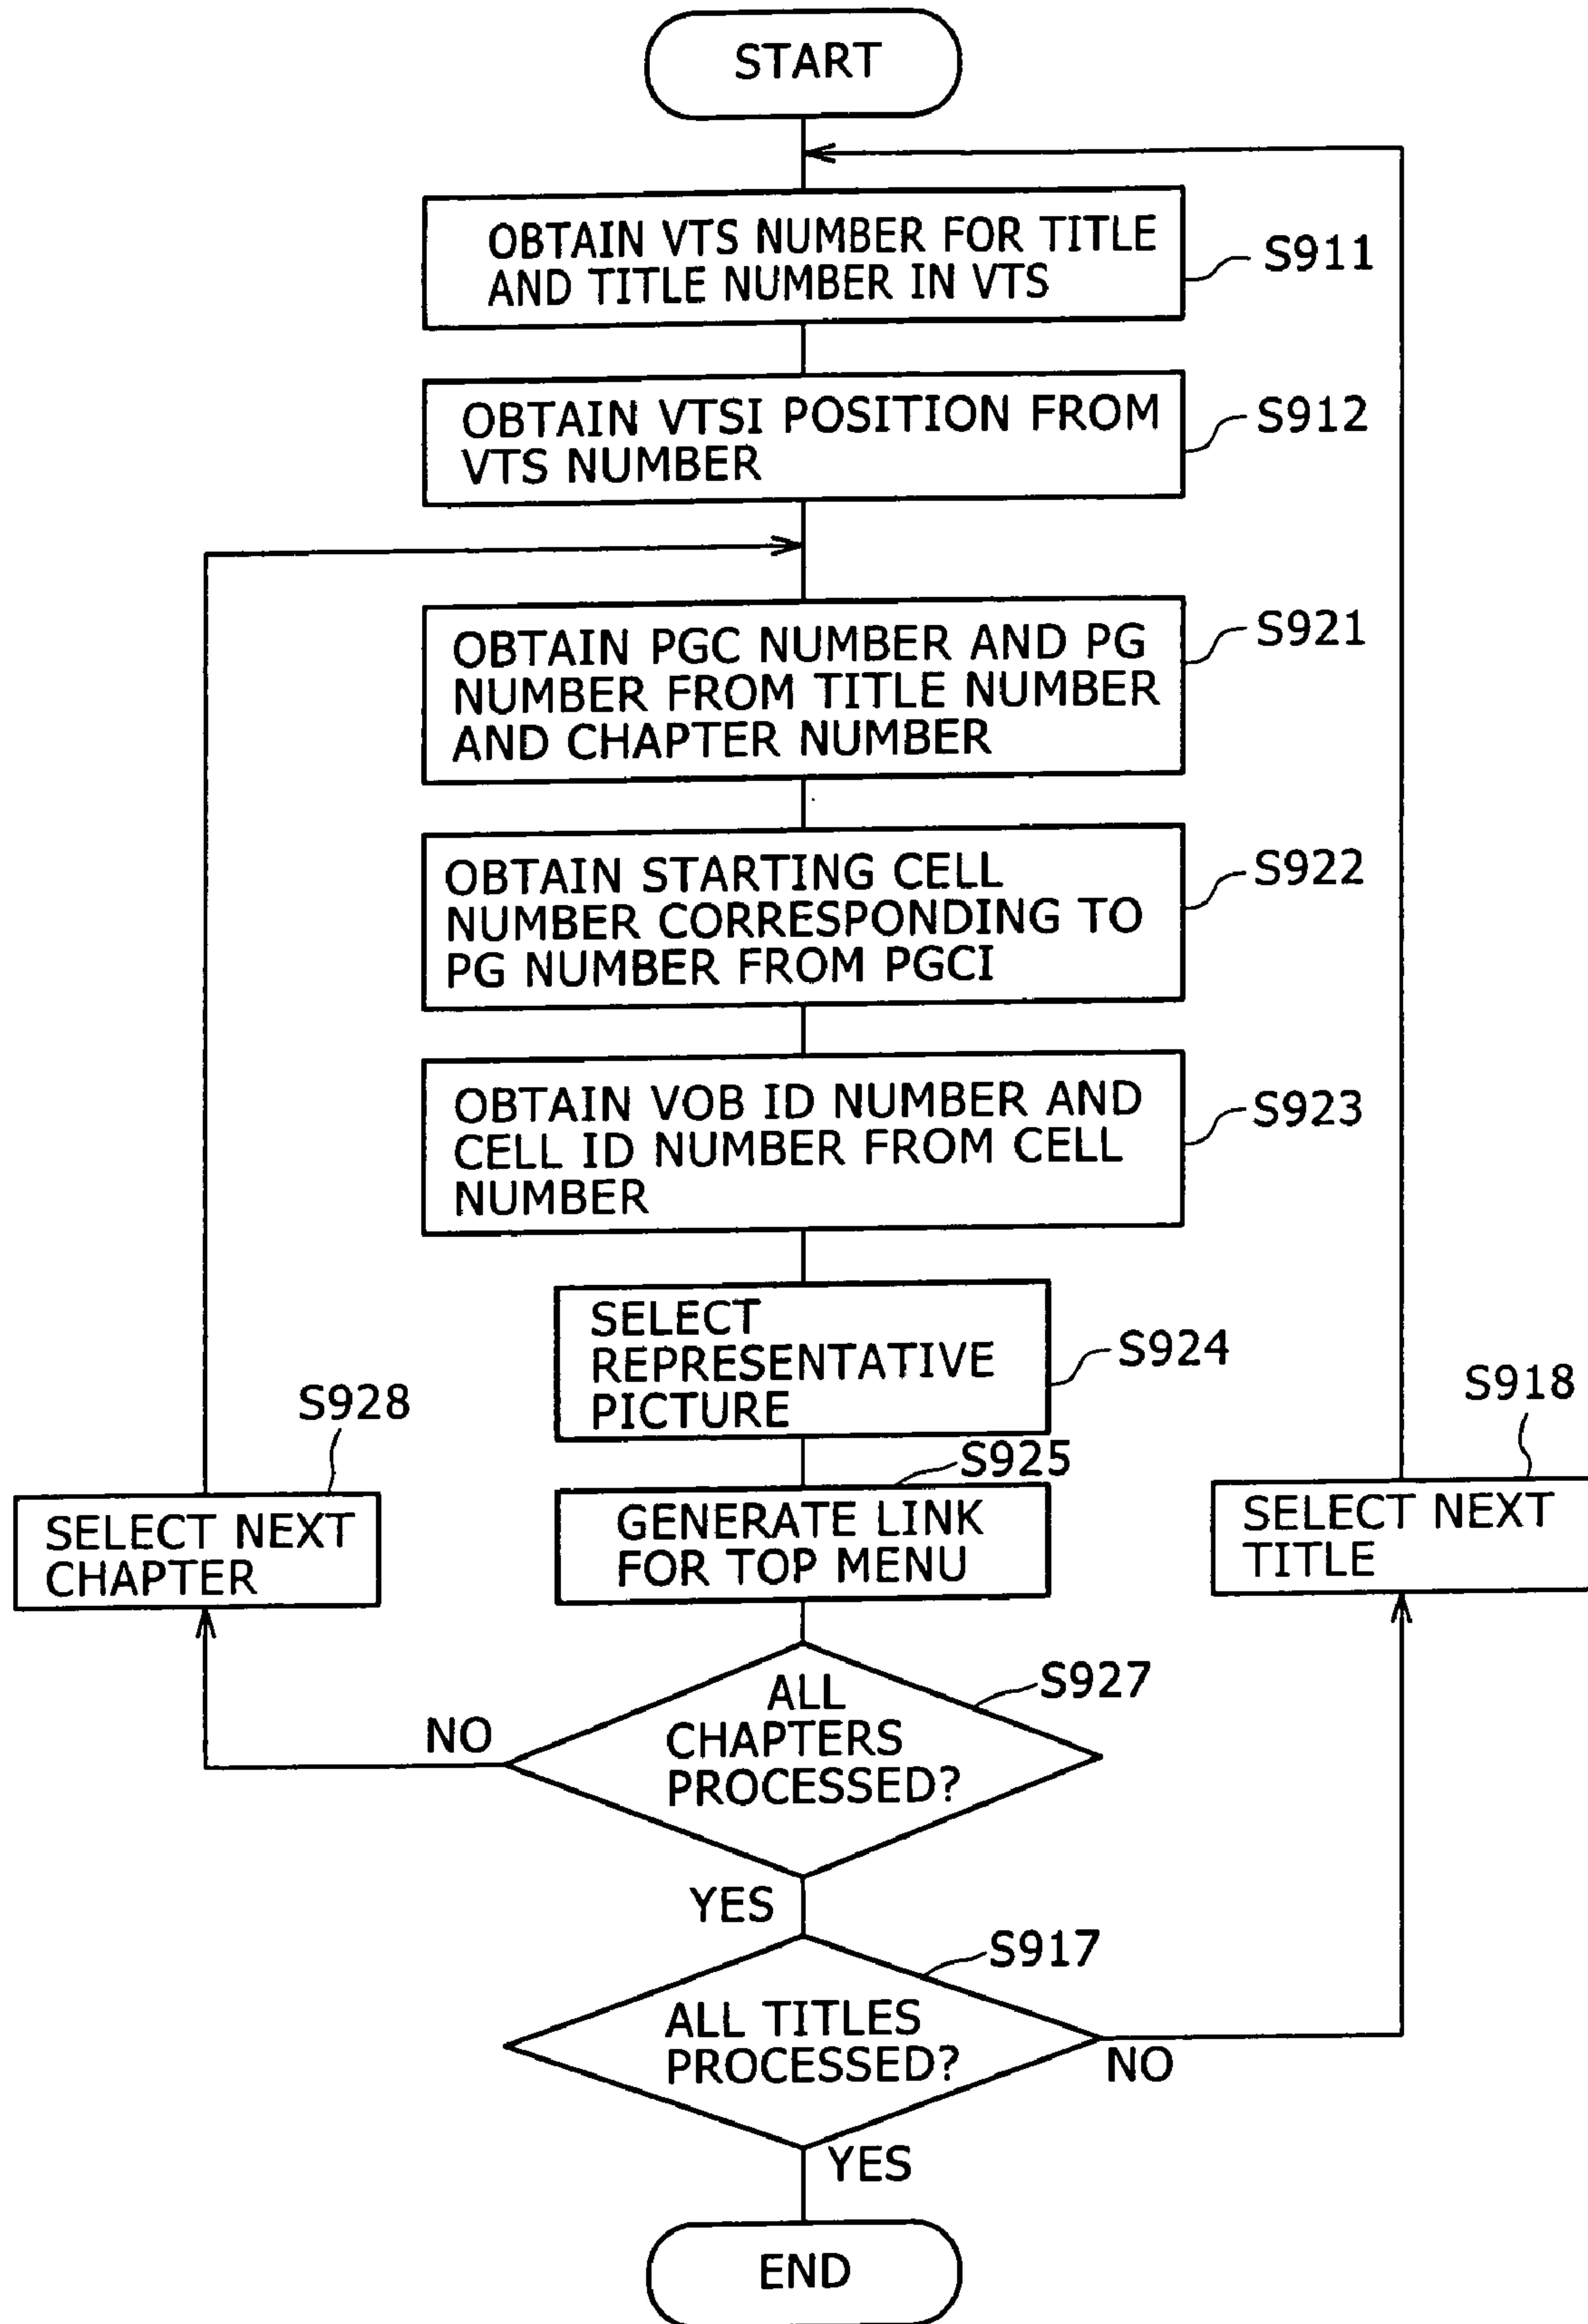 START
OBTAIN VTS NUMBER FOR TITLE
AND TITLE NUMBER IN VTS
S911
OBTAIN VTSI POSITION FROM
VTS NUMBER
S912
OBTAIN PGC NUMBER AND PG
NUMBER FROM TITLE NUMBER
AND CHAPTER NUMBER
S921
OBTAIN STARTING CELL
NUMBER CORRESPONDING TO
PG NUMBER FROM PGCI
S922
OBTAIN VOB ID NUMBER AND
CELL ID NUMBER FROM CELL
NUMBER
S923
SELECT
REPRESENTATIVE
PICTURE
S924
S925
GENERATE LINK
FOR TOP MENU
S928
SELECT NEXT
CHAPTER
S918
SELECT NEXT
TITLE
ALL
CHAPTERS
PROCESSED?
S927
NO
YES
ALL TITLES
PROCESSED?
S917
NO
YES
END